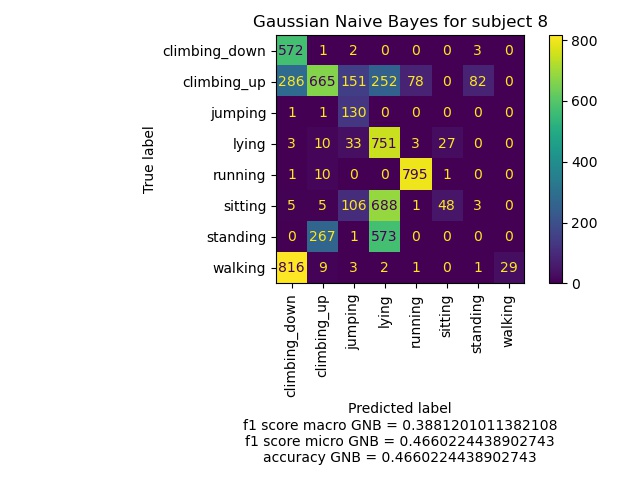 Gaussian Naive Bayes for subject 8
climbing_down 572 1 2 0 0 0 3 0
climbing_up 286 665 151 252 78 0 82 0
jumping 1 1 130 0 0 0 0 0
lying 3 10 33 751 3 27 0 0
running 1 10 0 0 795 1 0 0
sitting 5 5 106 688 1 48 3 0
standing 0 267 1 573 0 0 0 0
walking 816 9 3 2 1 0 1 29
True label
climbing_down climbing_up jumping lying running sitting standing walking
Predicted label
800
600
400
200
0
f1 score macro GNB = 0.3881201011382108
f1 score micro GNB = 0.4660224438902743
accuracy GNB = 0.4660224438902743